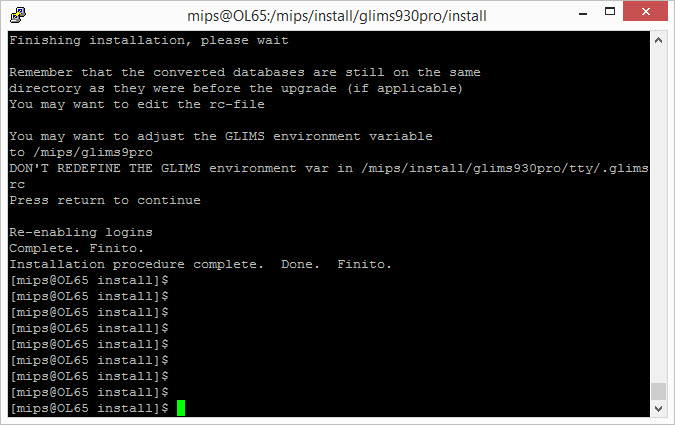 mips@OL65:/mips/install/glims930pro/install
Finishing installation, please wait
Remember that the converted databases are still on the same
directory as they were before the upgrade (if applicable)
You may want to edit the rc-file
You may want to adjust the GLIMS environment variable
to /mips/glims9pro
DON'T REDEFINE THE GLIMS environment var in /mips/install/glims930pro/tty/.glims
rc
Press return to continue
Re-enabling logins
Complete. Finito.
Installation procedure complete.  Done.  Finito.
[mips@OL65 install]$
[mips@OL65 install]$
[mips@OL65 install]$
[mips@OL65 install]$
[mips@OL65 install]$
[mips@OL65 install]$
[mips@OL65 install]$
[mips@OL65 install]$
[mips@OL65 install]$